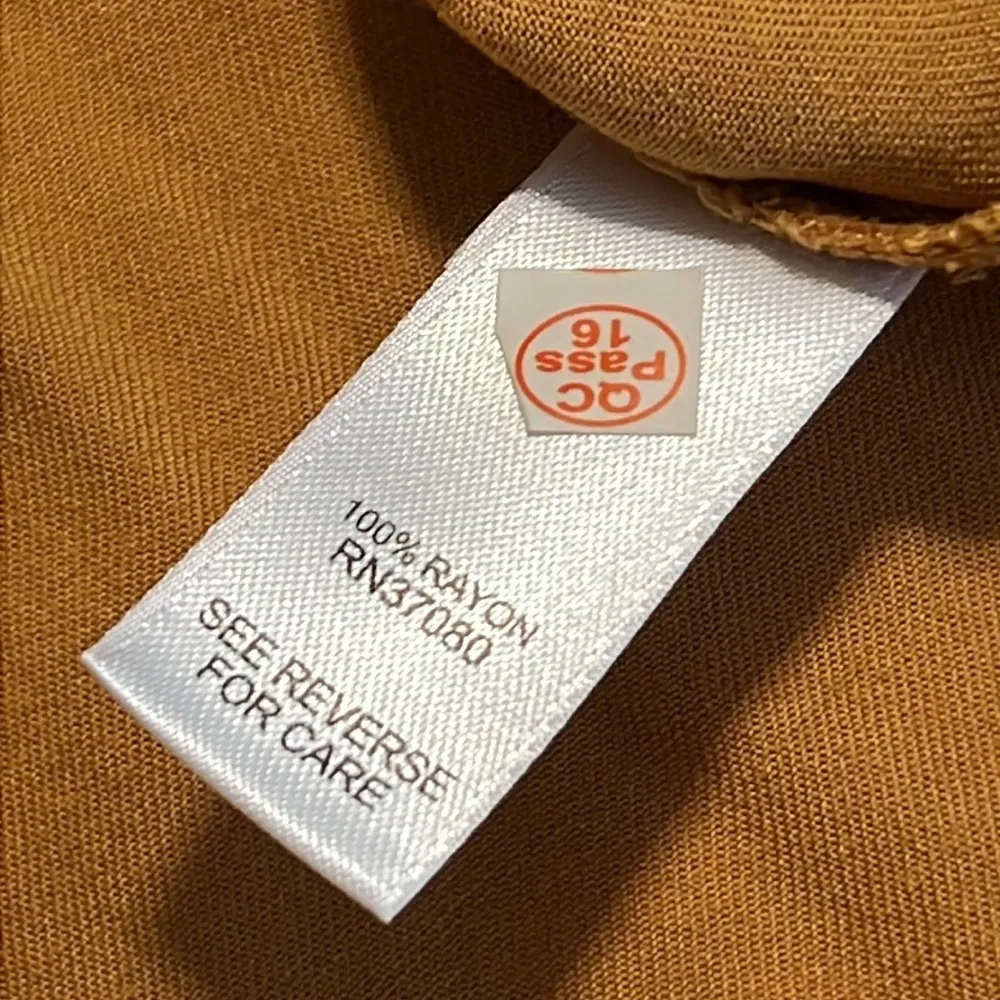 QC
Pass
16
100% RAYON
RN37080
SEE REVERSE
FOR CARE